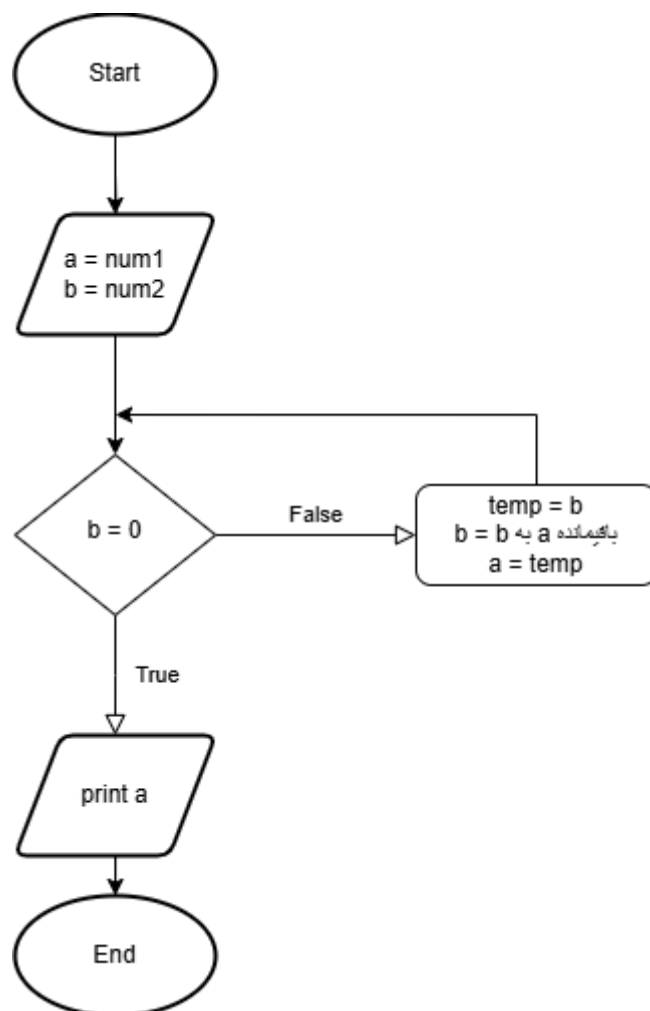 Start
a = num1
b = num2
b = 0
False
temp = b
b = b به a باقیمانده
a = temp
True
print a
End